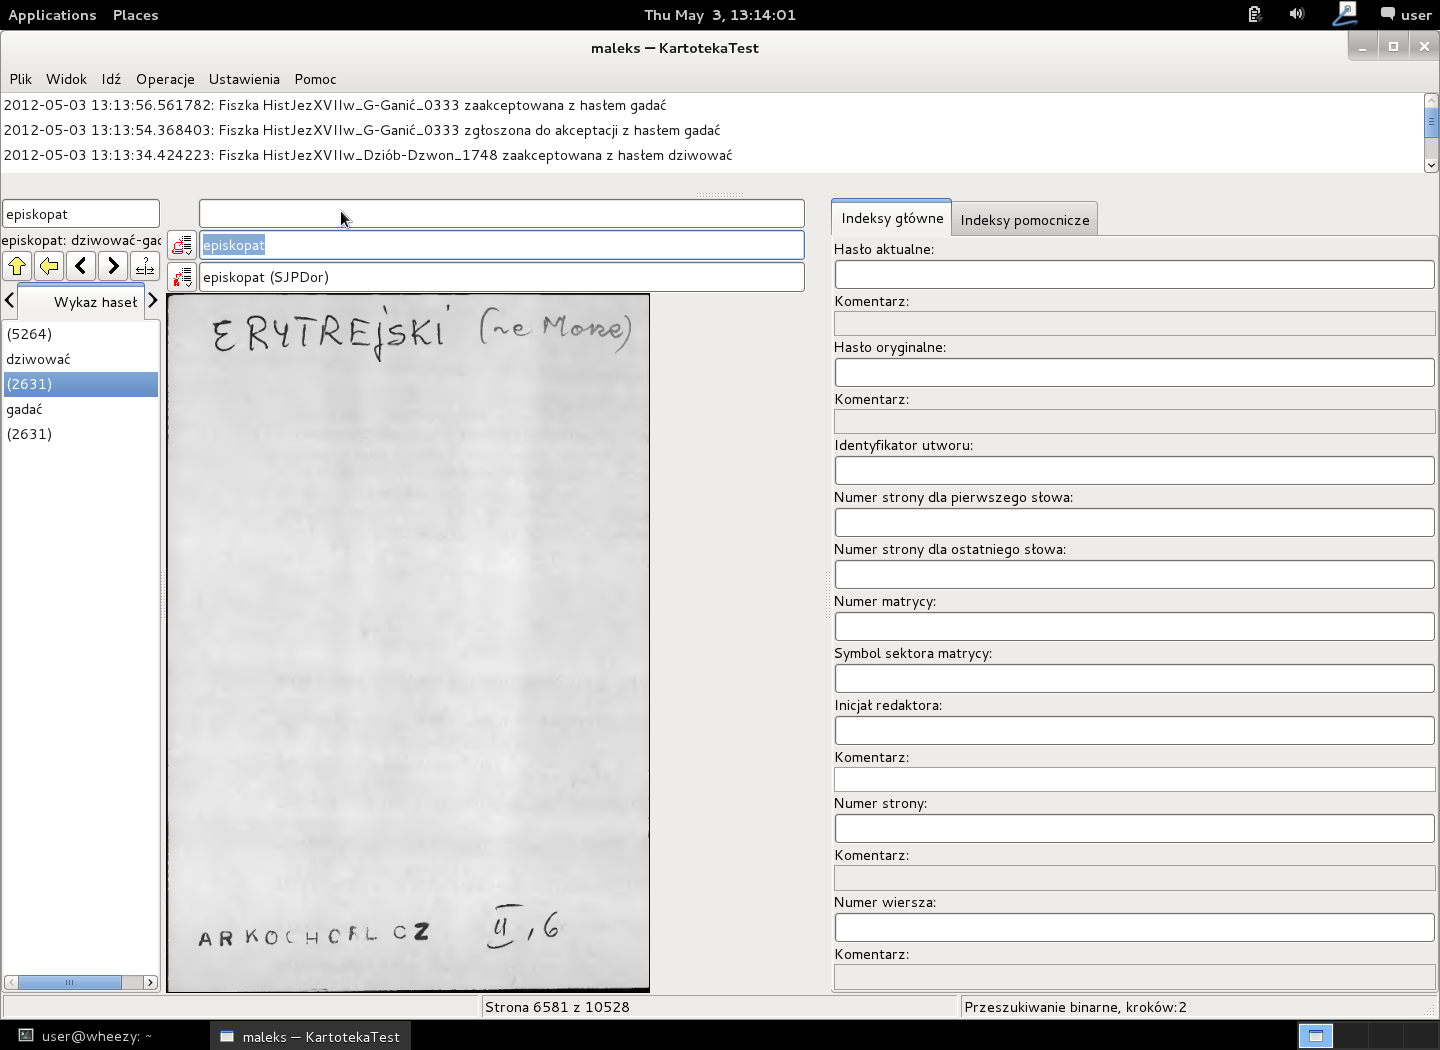 Applications Places Thu May 3, 13:14:01 user
maleks — KartotekaTest
Plik Widok Idź Operacje Ustawienia Pomoc
2012-05-03 13:13:56.561782: Fiszka HistJezXVIIw_G-Ganić_0333 zaakceptowana z hasłem gadać
2012-05-03 13:13:54.368403: Fiszka HistJezXVIIw_G-Ganić_0333 zgłoszona do akceptacji z hasłem gadać
2012-05-03 13:13:34.424223: Fiszka HistJezXVIIw_Dziób-Dzwon_1748 zaakceptowana z hasłem dziwować
episkopat
episkopat: dziwować-gad
Wykaz haseł
(5264)
dziwować
(2631)
gadać
(2631)
episkopat
episkopat (SJPDor)
ERYTREjSKI (~e Morze)
ARKOCHOFL CZ II, 6
Indeksy główne Indeksy pomocnicze
Hasło aktualne:
Komentarz:
Hasło oryginalne:
Komentarz:
Identyfikator utworu:
Numer strony dla pierwszego słowa:
Numer strony dla ostatniego słowa:
Numer matrycy:
Symbol sektora matrycy:
Inicjał redaktora:
Komentarz:
Numer strony:
Komentarz:
Numer wiersza:
Komentarz:
Strona 6581 z 10528 Przeszukiwanie binarne, kroków:2
user@wheezy: ~ maleks — KartotekaTest